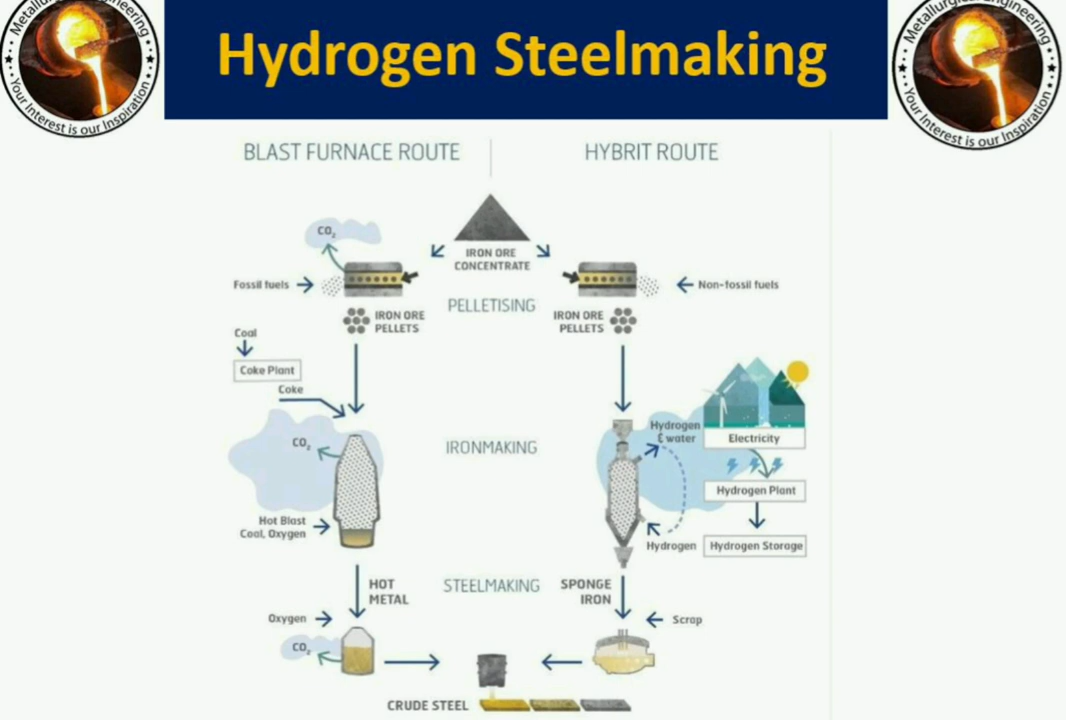 Metallurgical Engineering
Your Interest is our Inspiration
Hydrogen Steelmaking
Metallurgical Engineering
Your Interest is our Inspiration
BLAST FURNACE ROUTE
HYBRIT ROUTE
CO2
IRON ORE
CONCENTRATE
Fossil fuels
Non-fossil fuels
PELLETISING
IRON ORE
PELLETS
IRON ORE
PELLETS
Coal
Coke Plant
Coke
CO2
IRONMAKING
Hydrogen
& water
Electricity
Hydrogen Plant
Hot Blast
Coal, Oxygen
Hydrogen
Hydrogen Storage
HOT
METAL
STEELMAKING
SPONGE
IRON
Oxygen
Scrap
CO2
CRUDE STEEL